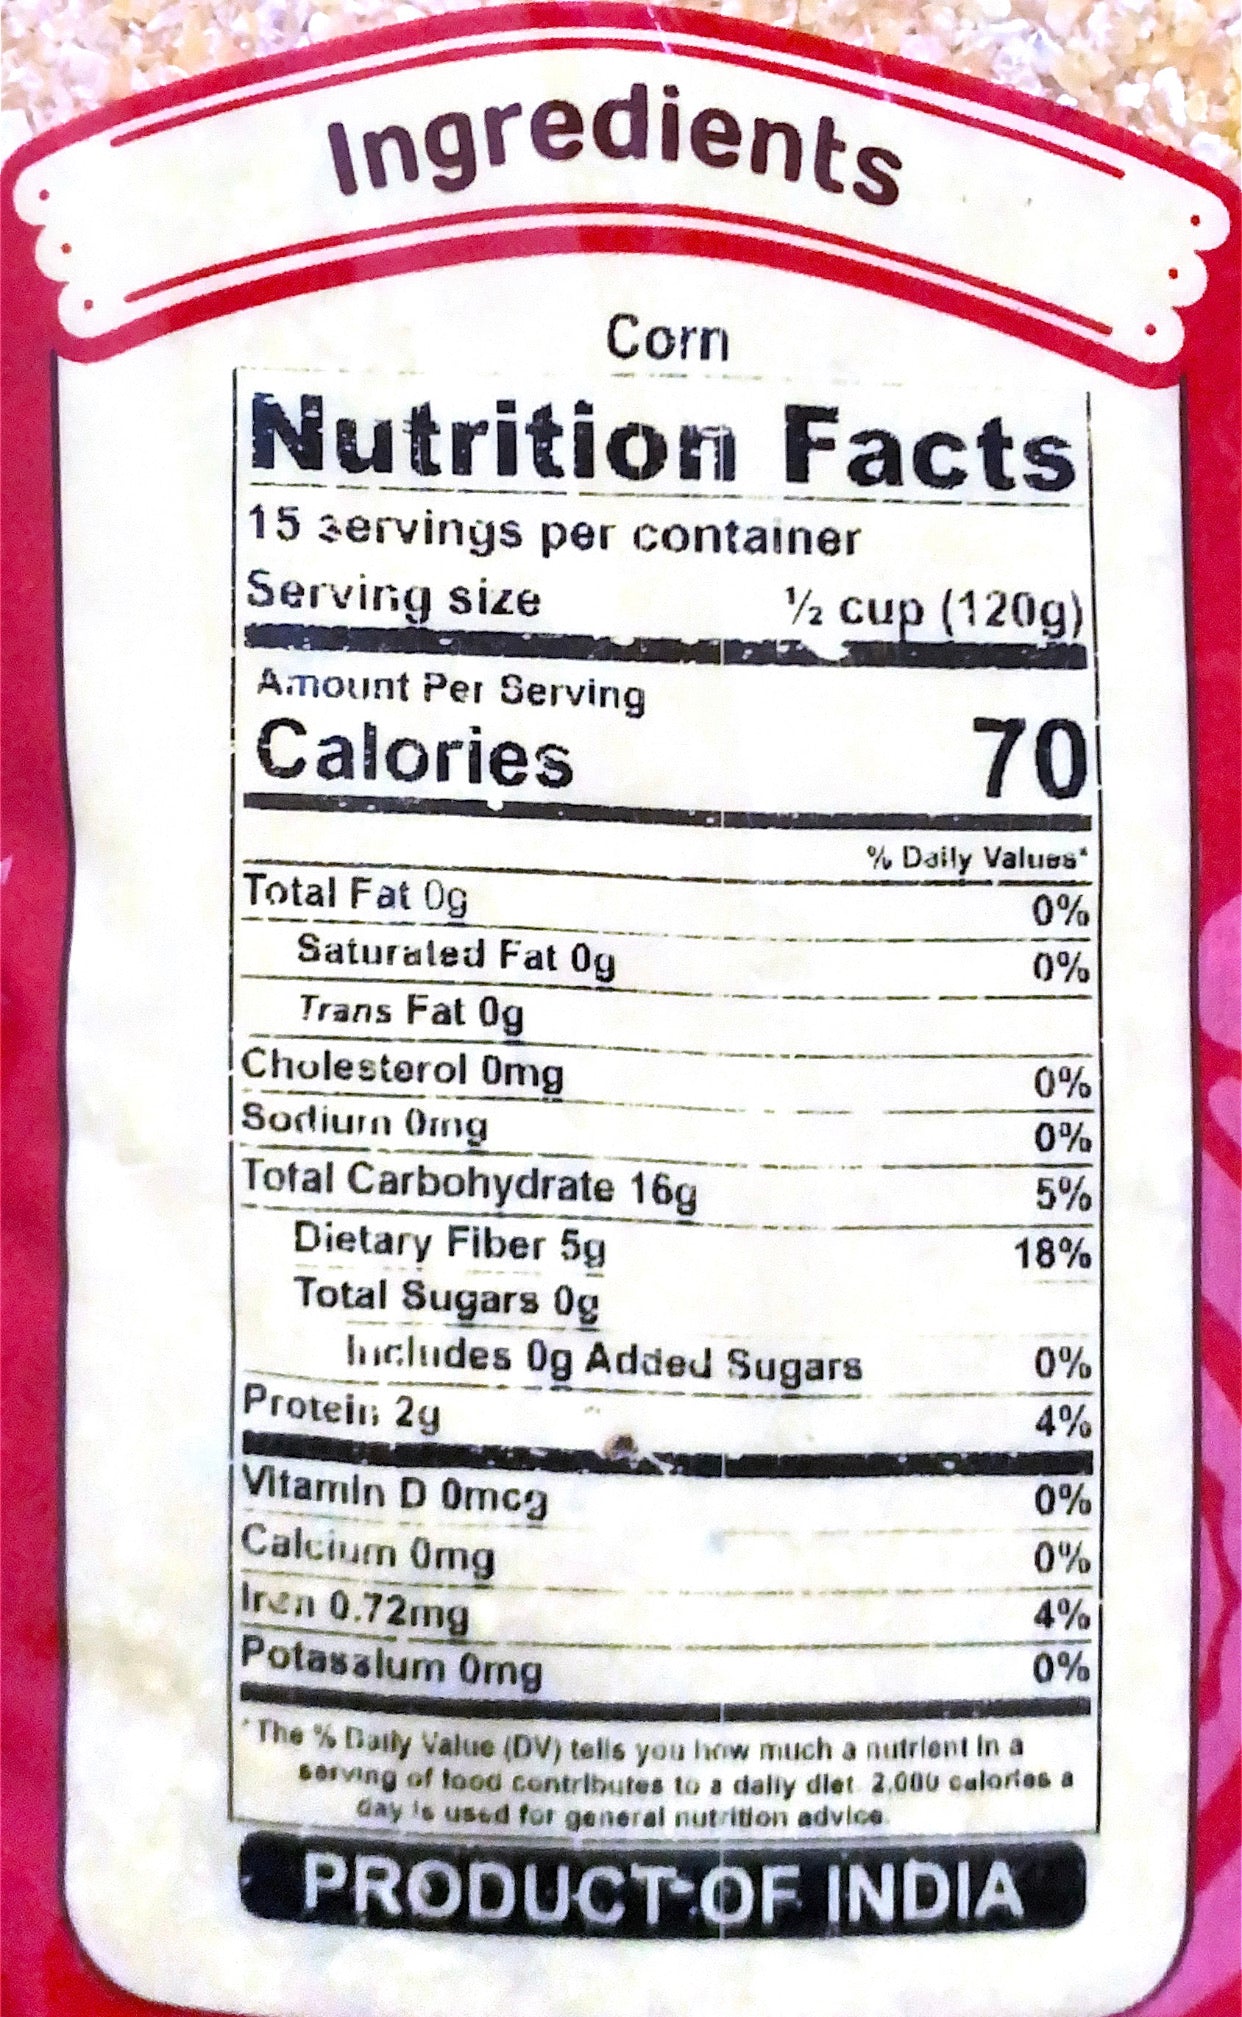 Ingredients
Corn
Nutrition Facts
15 servings per container
Serving size ½ cup (120g)
Amount Per Serving
Calories 70
% Daily Values*
Total Fat 0g 0%
Saturated Fat 0g 0%
Trans Fat 0g
Cholesterol 0mg 0%
Sodium 0mg 0%
Total Carbohydrate 16g 5%
Dietary Fiber 5g 18%
Total Sugars 0g
Includes 0g Added Sugars 0%
Protein 2g 4%
Vitamin D 0mcg 0%
Calcium 0mg 0%
Iron 0.72mg 4%
Potassium 0mg 0%
*The % Daily Value (DV) tells you how much a nutrient in a
serving of food contributes to a daily diet. 2,000 calories a
day is used for general nutrition advice.
PRODUCT OF INDIA